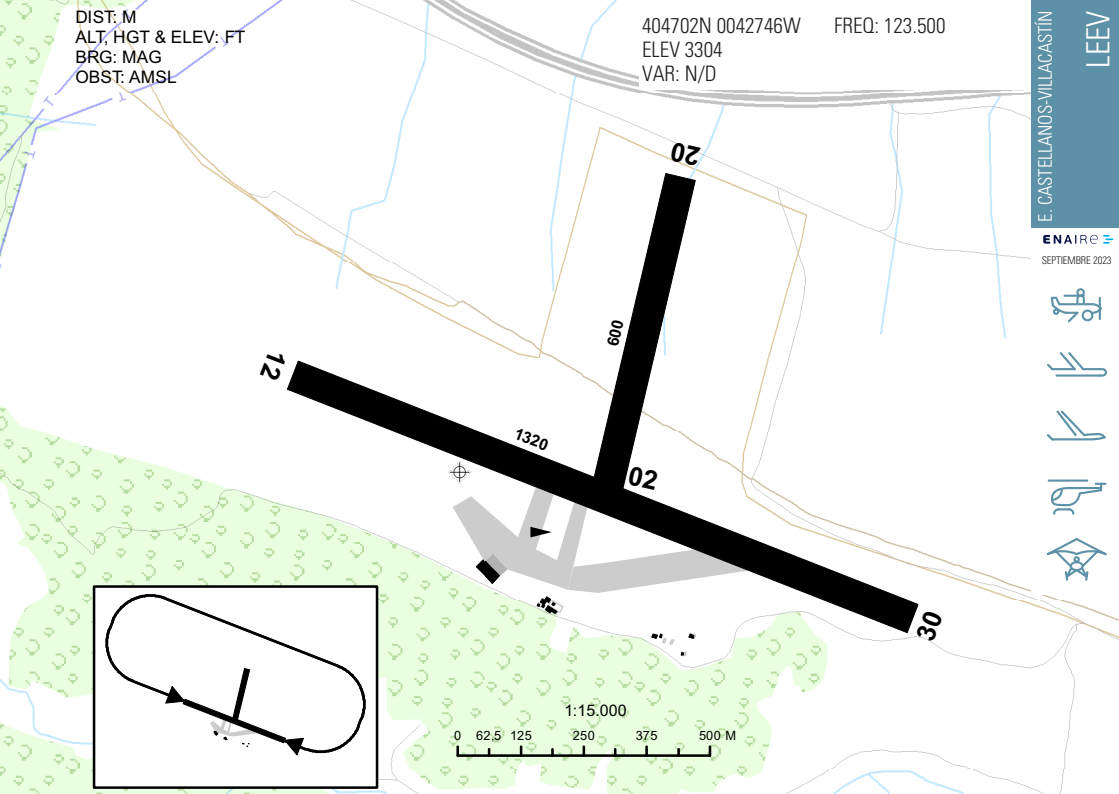 DIST: M
ALT, HGT & ELEV: FT
BRG: MAG
OBST: AMSL
404702N 0042746W FREQ: 123.500
ELEV 3304
VAR: N/D
E. CASTELLANOS-VILLACASTÍN
LEEV
ENAIRe
SEPTIEMBRE 2023
20
600
12
1320
02
30
1:15.000
0 62,5 125 250 375 500 M